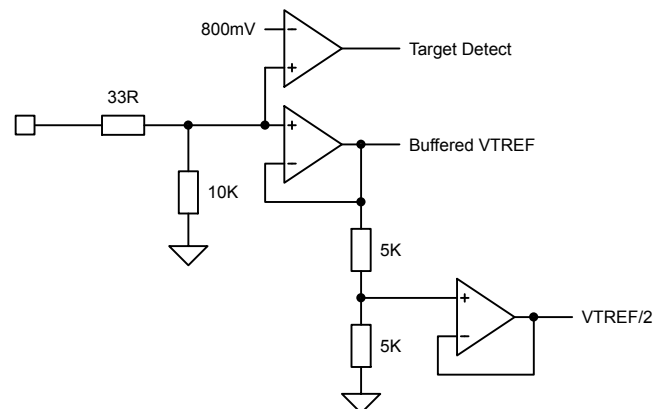 800mV
Target Detect
33R
Buffered VTREF
10K
5K
VTREF/2
5K